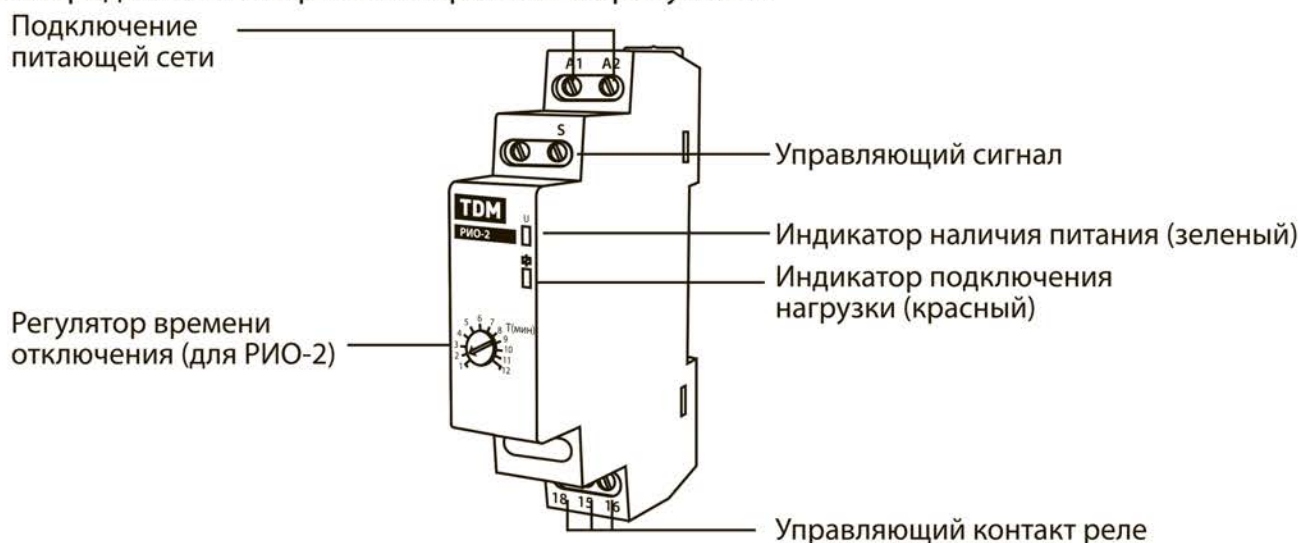 Подключение
питающей сети
A1 A2
S
Управляющий сигнал
TDM
U
РИО-2
Индикатор наличия питания (зеленый)
Индикатор подключения
нагрузки (красный)
Регулятор времени
отключения (для РИО-2)
1 2 3 4 5 6 7 8 9 10 11 12
Т(мин)
18 15 16
Управляющий контакт реле